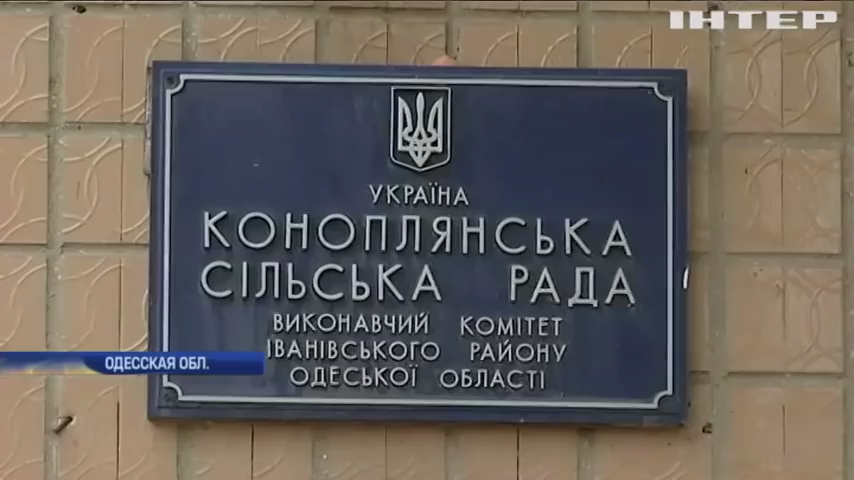 ІНТЕР
УКРАЇНА
КОНОПЛЯНСЬКА
СІЛЬСЬКА РАДА
ВИКОНАВЧИЙ КОМІТЕТ
ІВАНІВСЬКОГО РАЙОНУ
ОДЕСЬКОЇ ОБЛАСТІ
ОДЕССКАЯ ОБЛ.